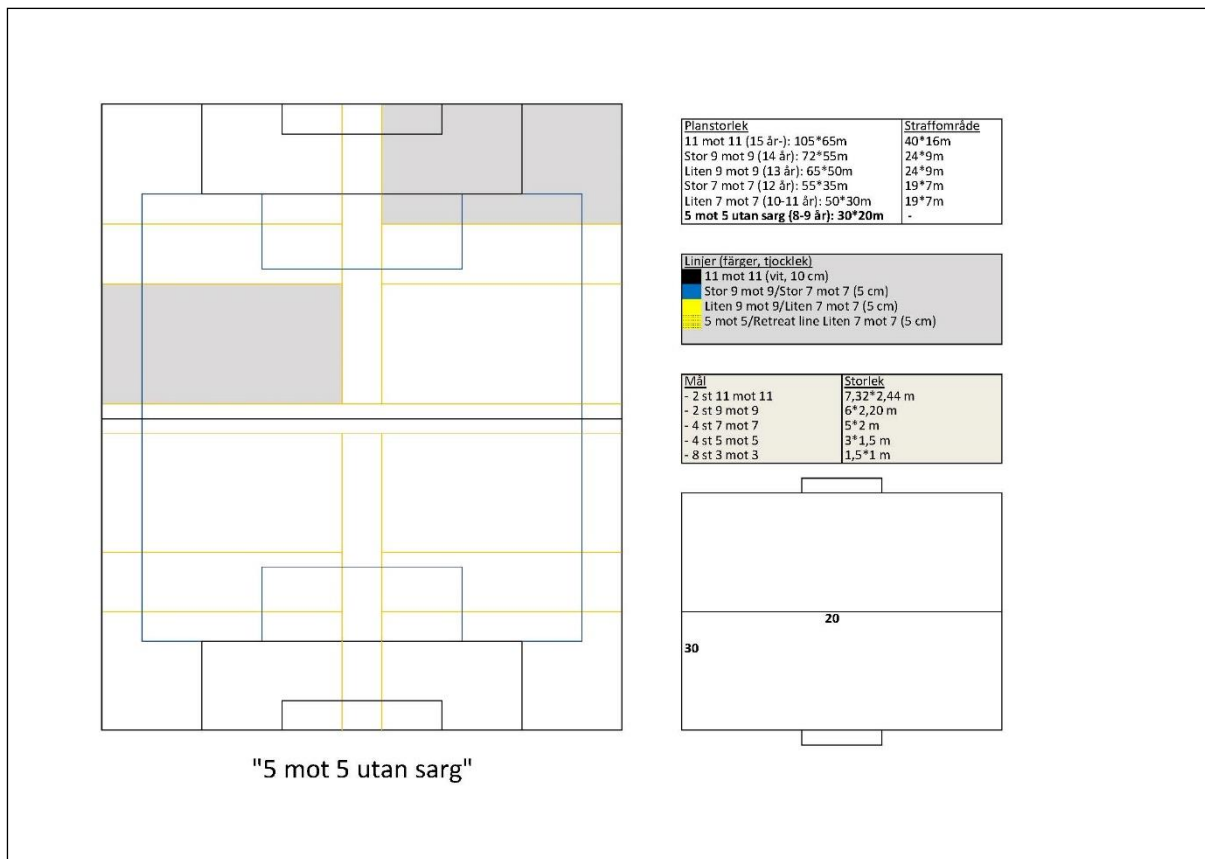 Planstorlek Straffområde
11 mot 11 (15 år-): 105*65m 40*16m
Stor 9 mot 9 (14 år): 72*55m 24*9m
Liten 9 mot 9 (13 år): 65*50m 24*9m
Stor 7 mot 7 (12 år): 55*35m 19*7m
Liten 7 mot 7 (10-11 år): 50*30m 19*7m
5 mot 5 utan sarg (8-9 år): 30*20m -
Linjer (färger, tjocklek)
11 mot 11 (vit, 10 cm)
Stor 9 mot 9/Stor 7 mot 7 (5 cm)
Liten 9 mot 9/Liten 7 mot 7 (5 cm)
5 mot 5/Retreat line Liten 7 mot 7 (5 cm)
Mål Storlek
- 2 st 11 mot 11 7,32*2,44 m
- 2 st 9 mot 9 6*2,20 m
- 4 st 7 mot 7 5*2 m
- 4 st 5 mot 5 3*1,5 m
- 8 st 3 mot 3 1,5*1 m
20
30
"5 mot 5 utan sarg"